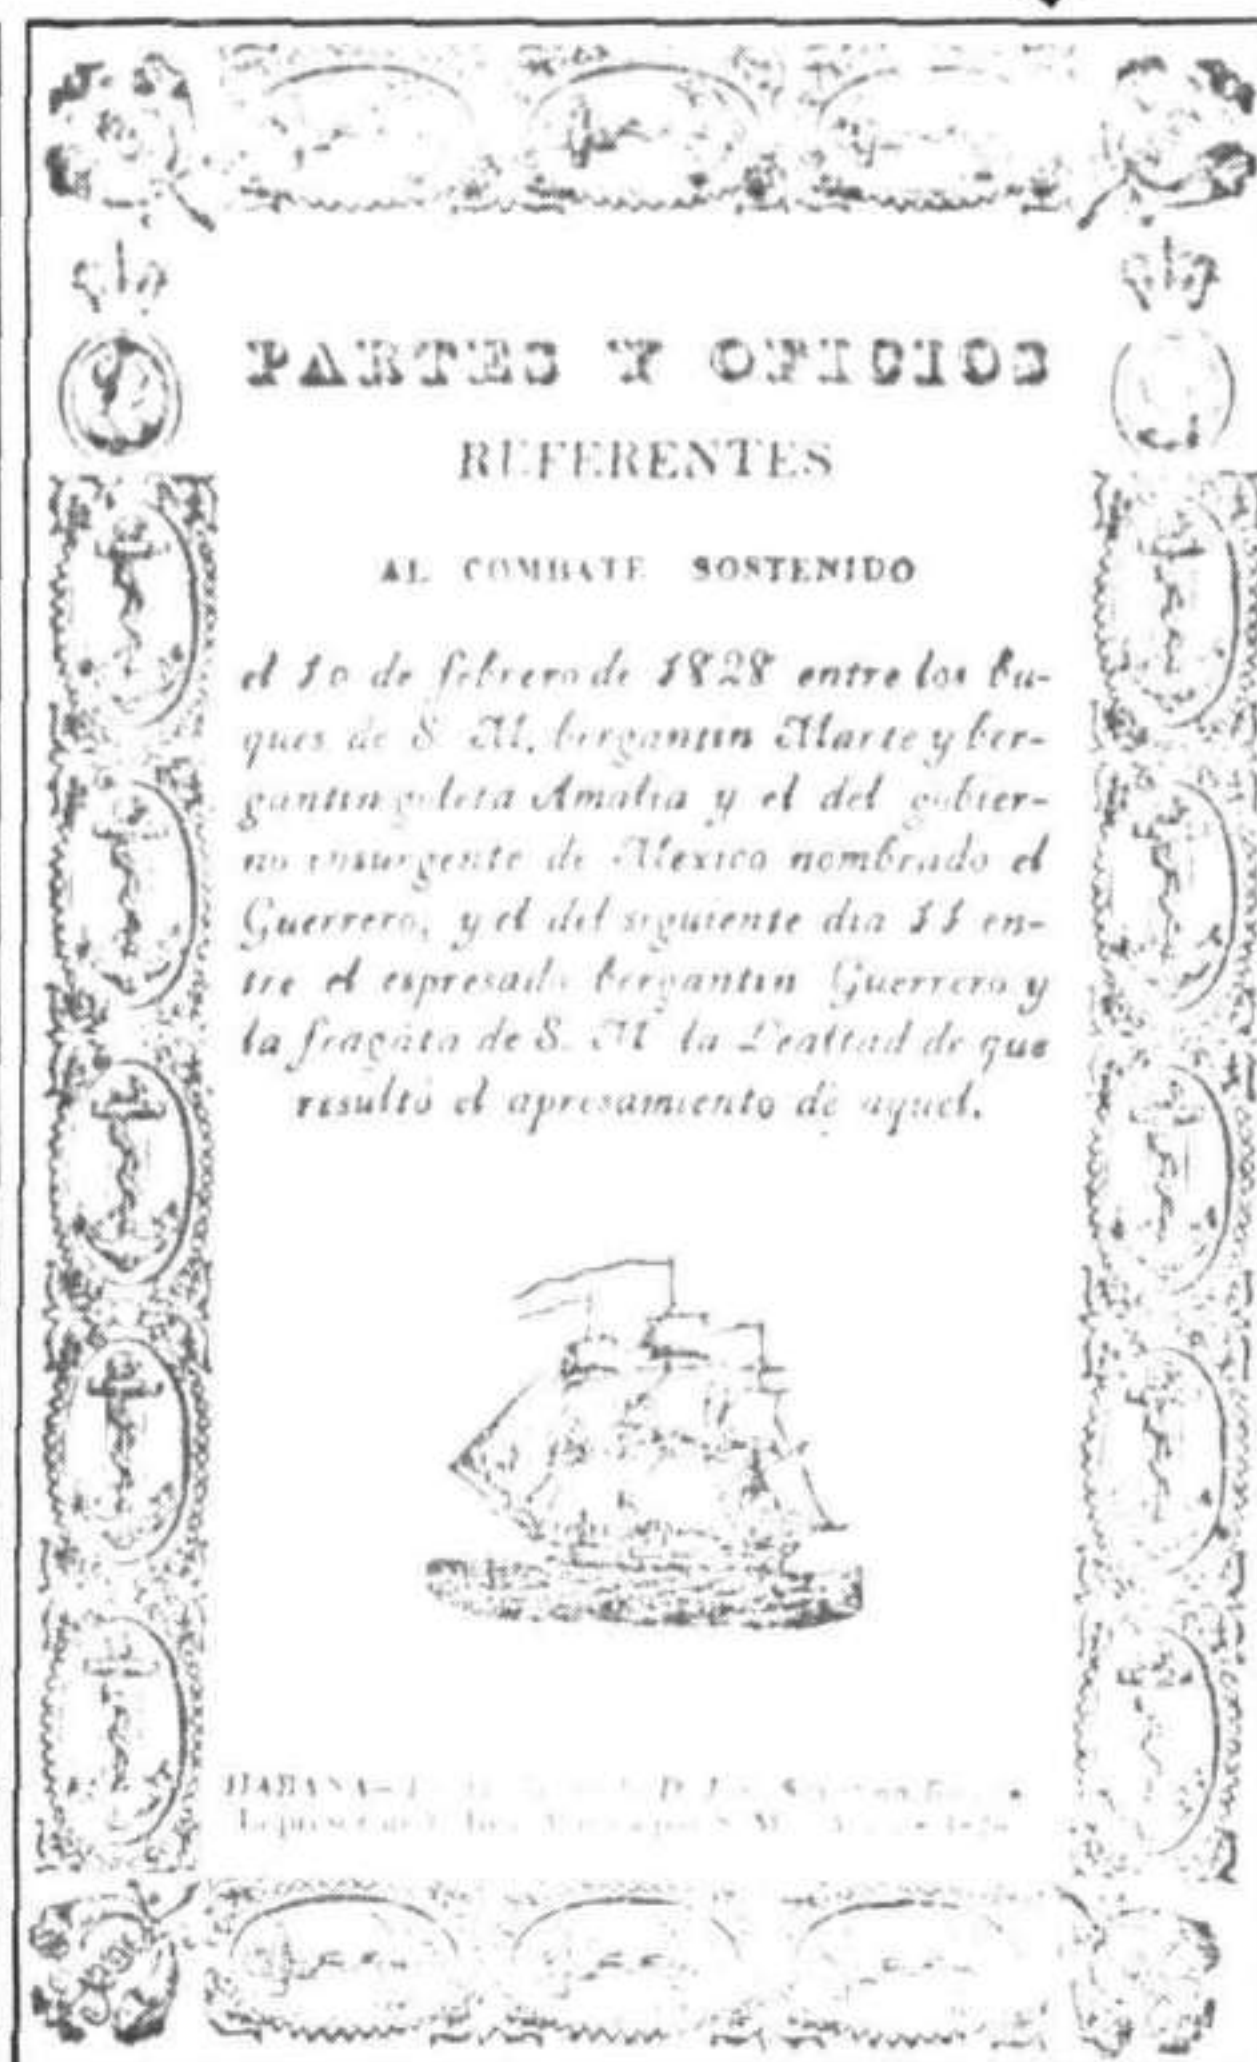 PARTES Y OFICIOS
REFERENTES
AL COMBATE SOSTENIDO
el 10 de febrero de 1828 entre los bu-
ques de S. M. bergantin Marte y ber-
gantin goleta Amalia y el del gobier-
no insurgente de Mexico nombrado el
Guerrero, y el del siguiente dia 11 en-
tre el espresado bergantin Guerrero y
la fragata de S. M. la Lealtad de que
resultó el apresamiento de aquel.
HABANA